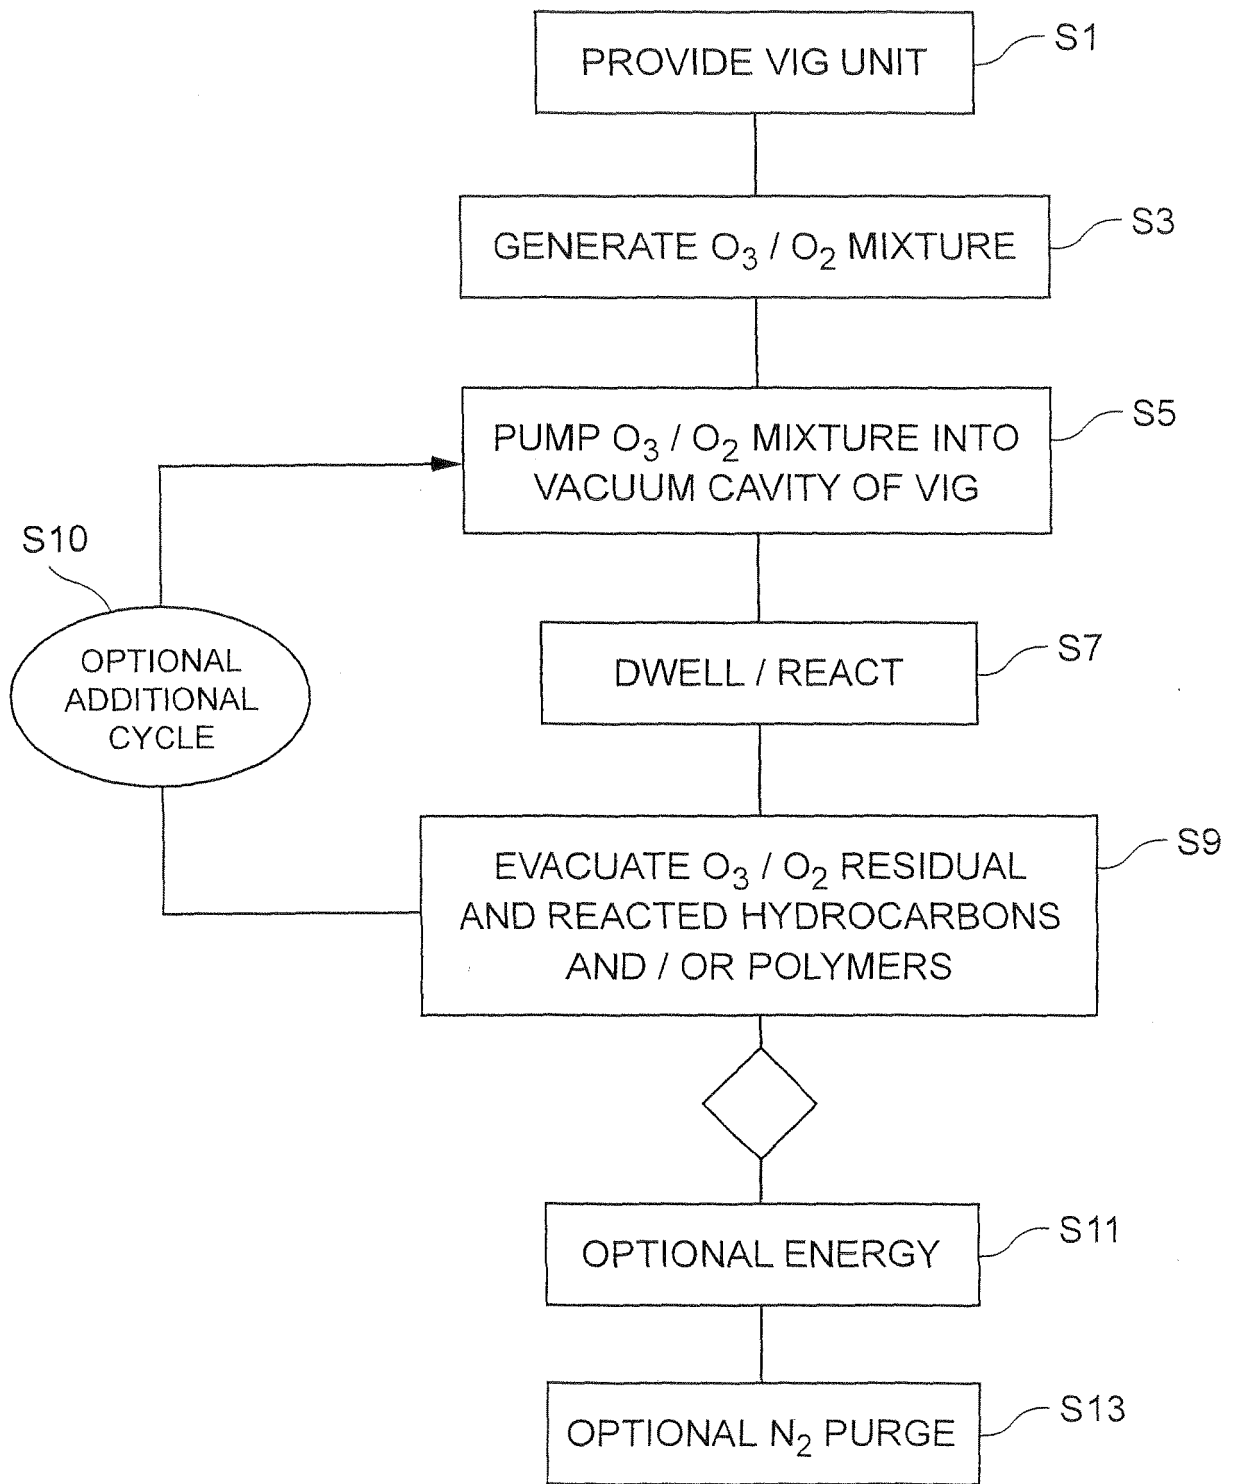 PROVIDE VIG UNIT
S1
GENERATE O₃ / O₂ MIXTURE
S3
PUMP O₃ / O₂ MIXTURE INTO
VACUUM CAVITY OF VIG
S5
S10
OPTIONAL
ADDITIONAL
CYCLE
DWELL / REACT
S7
EVACUATE O₃ / O₂ RESIDUAL
AND REACTED HYDROCARBONS
AND / OR POLYMERS
S9
OPTIONAL ENERGY
S11
OPTIONAL N₂ PURGE
S13